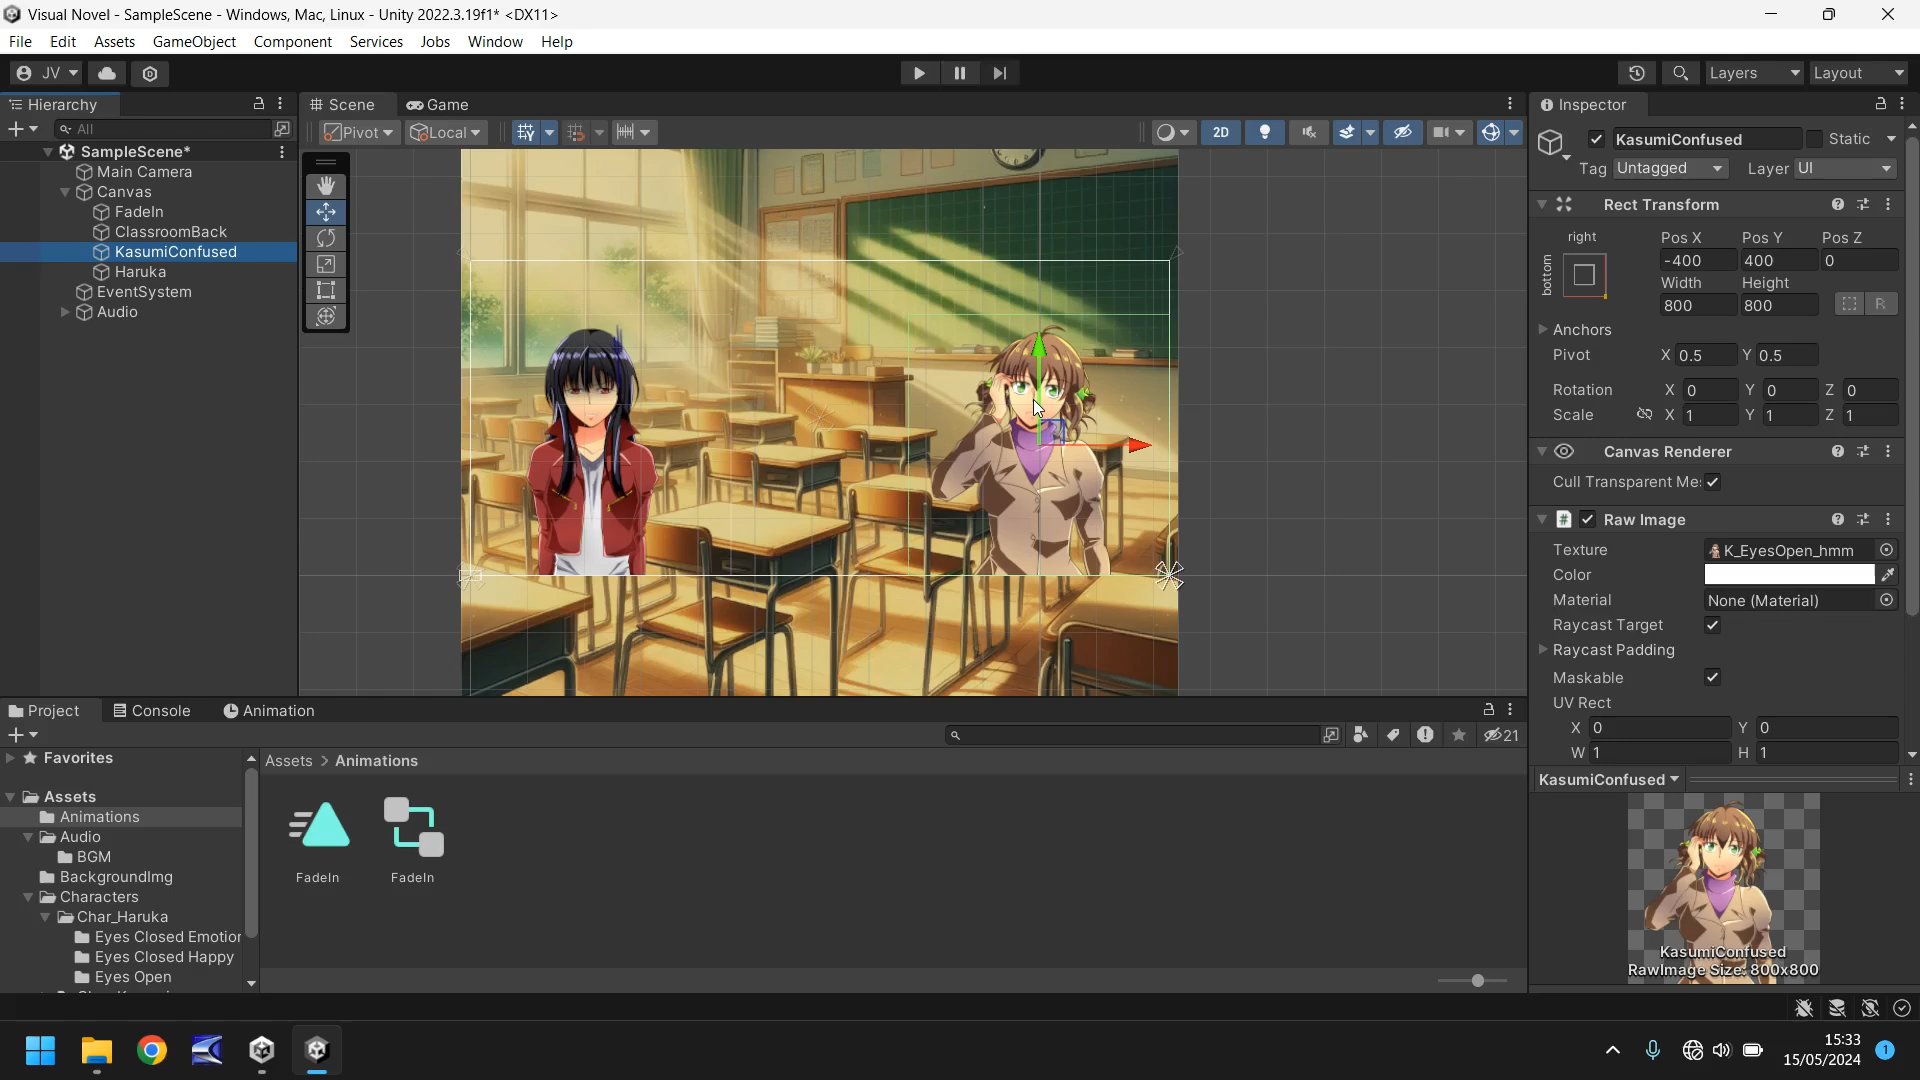 Visual Novel - SampleScene - Windows, Mac, Linux - Unity 2022.3.19f1* <DX11>
File Edit Assets GameObject Component Services Jobs Window Help
JV Layers Layout
Hierarchy Scene Game Inspector
All Pivot Local 2D KasumiConfused Static
SampleScene*
Main Camera Tag Untagged Layer UI
Canvas
FadeIn Rect Transform
ClassroomBack right Pos X Pos Y Pos Z
KasumiConfused bottom -400 400 0
Haruka Width Height
EventSystem 800 800 R
Audio
Anchors
Pivot X 0.5 Y 0.5
Rotation X 0 Y 0 Z 0
Scale X 1 Y 1 Z 1
Canvas Renderer
Cull Transparent Me
Raw Image
Texture K_EyesOpen_hmm
Color
Material None (Material)
Raycast Target
Raycast Padding
Maskable
UV Rect
X 0 Y 0
W 1 H 1
Project Console Animation
21
Favorites Assets > Animations
KasumiConfused
Assets
Animations
Audio
BGM
BackgroundImg FadeIn FadeIn
Characters
Char_Haruka
Eyes Closed Emotion
Eyes Closed Happy
Eyes Open
KasumiConfused
RawImage Size: 800x800
15:33
15/05/2024 1